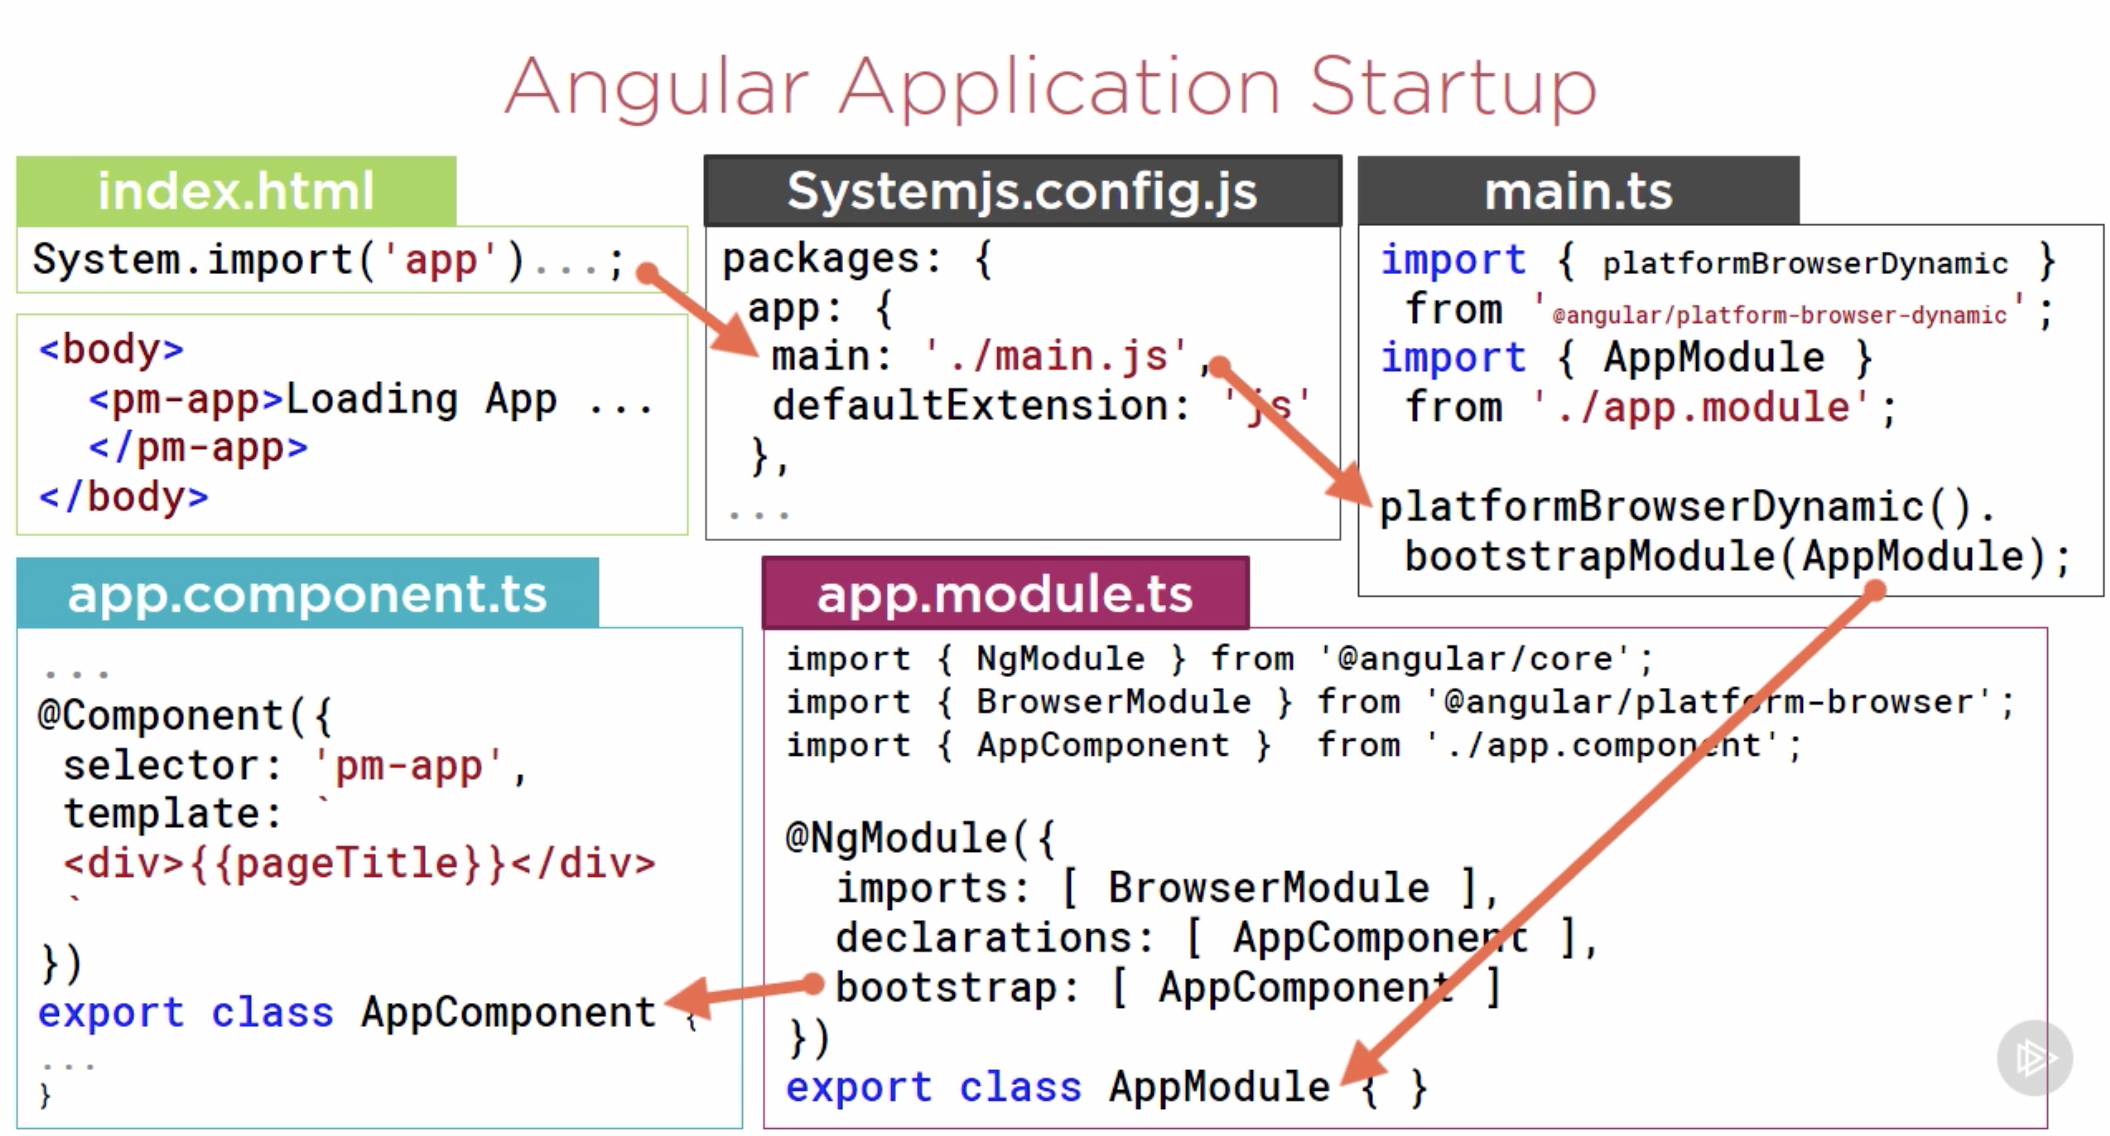 Angular Application Startup
index.html
System.import('app')...;
<body>
<pm-app>Loading App ...
</pm-app>
</body>
Systemjs.config.js
packages: {
app: {
main: './main.js',
defaultExtension: 'js'
},
...
main.ts
import { platformBrowserDynamic }
from '@angular/platform-browser-dynamic';
import { AppModule }
from './app.module';
platformBrowserDynamic().
bootstrapModule(AppModule);
app.component.ts
...
@Component({
selector: 'pm-app',
template: `
<div>{{pageTitle}}</div>
`
})
export class AppComponent {
...
}
app.module.ts
import { NgModule } from '@angular/core';
import { BrowserModule } from '@angular/platform-browser';
import { AppComponent }  from './app.component';
@NgModule({
imports: [ BrowserModule ],
declarations: [ AppComponent ],
bootstrap: [ AppComponent ]
})
export class AppModule { }